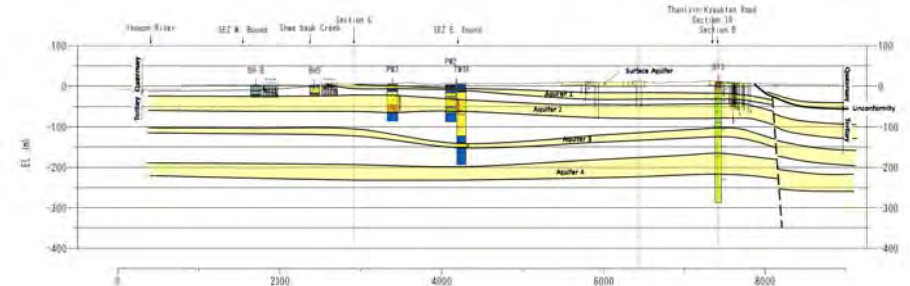 Thanlyin-Kyauktan Road
Section 6
Section 10
Yangon River
SEZ W. Bound
Shwe bauk Creek
SEZ E. Bound
Section B
100
100
PW2
Surface Aquifer
BH5
PW1
TW10
Quaternary
Quaternary
0
0
Aquifer 1
Unconformity
Tertiary
Aquifer 2
Tertiary
-100
-100
EL (m)
Aquifer 3
-200
-200
Aquifer 4
-300
-300
-400
-400
0
2000
4000
6000
8000